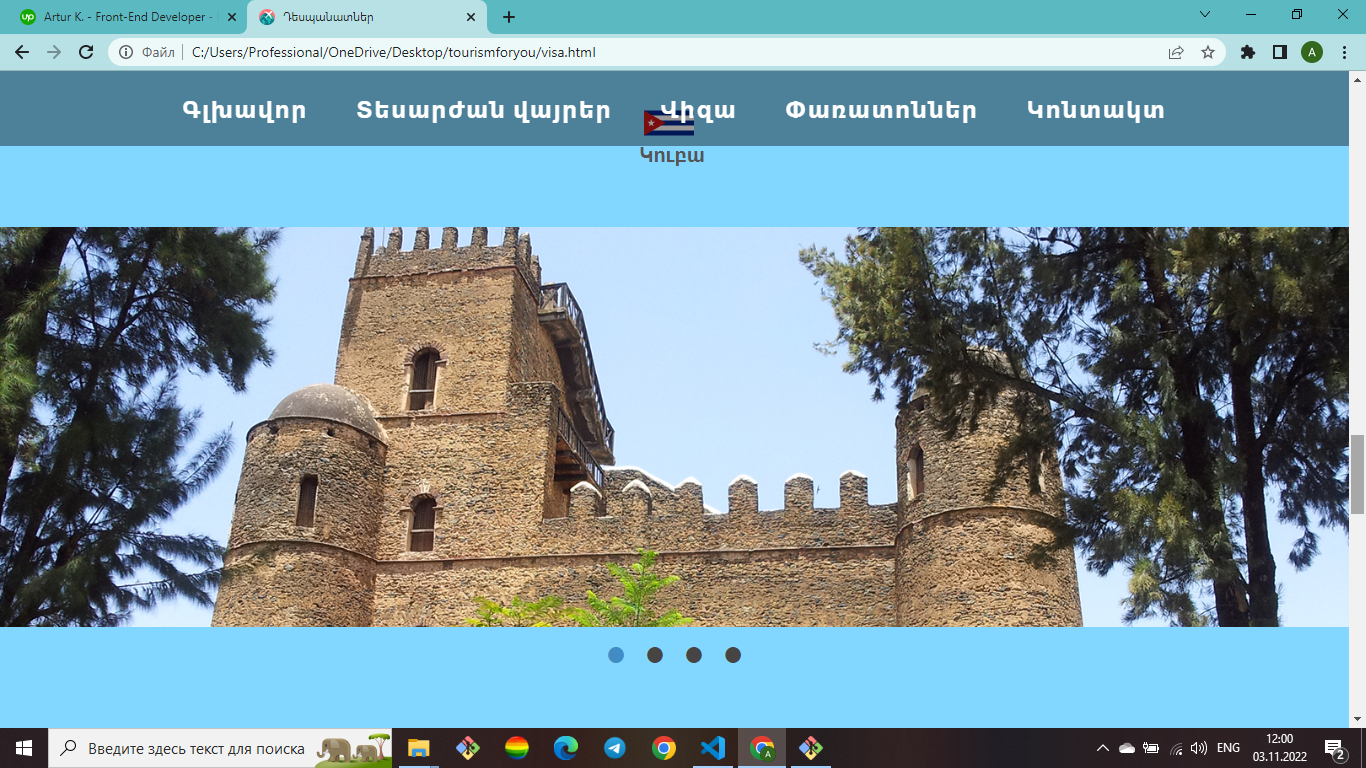 Artur K. - Front-End Developer -
Դեսպանատներ
Файл
C:/Users/Professional/OneDrive/Desktop/tourismforyou/visa.html
A
Գլխավոր Տեսարժան վայրեր Վիզա Փառատոններ Կոնտակտ
Կուբա
Введите здесь текст для поиска
A
ENG
12:00
03.11.2022
2